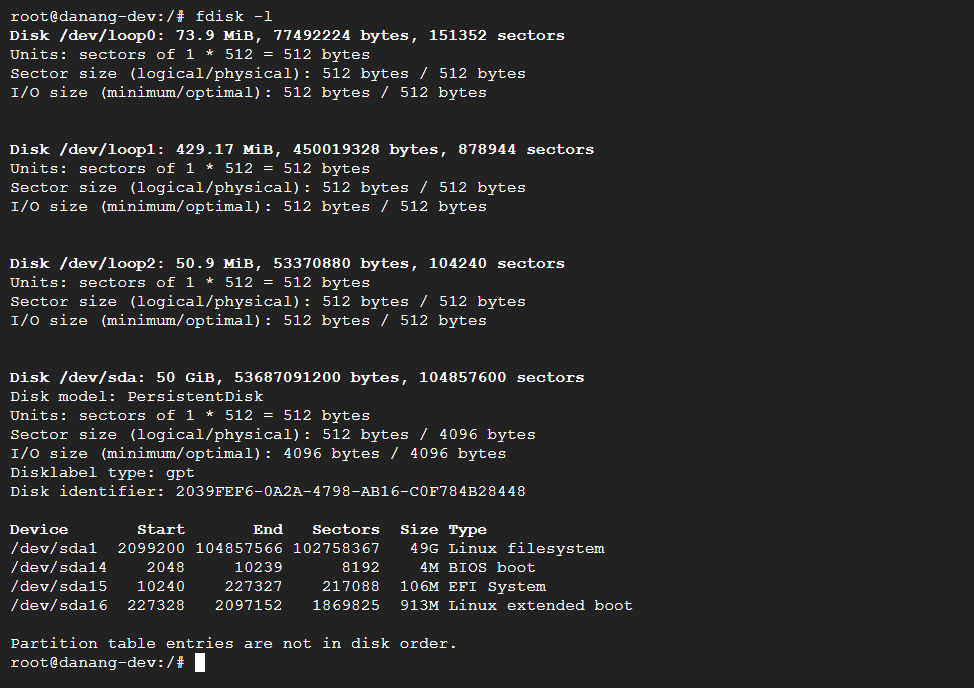 root@danang-dev:/# fdisk -l
Disk /dev/loop0: 73.9 MiB, 77492224 bytes, 151352 sectors
Units: sectors of 1 * 512 = 512 bytes
Sector size (logical/physical): 512 bytes / 512 bytes
I/O size (minimum/optimal): 512 bytes / 512 bytes
Disk /dev/loop1: 429.17 MiB, 450019328 bytes, 878944 sectors
Units: sectors of 1 * 512 = 512 bytes
Sector size (logical/physical): 512 bytes / 512 bytes
I/O size (minimum/optimal): 512 bytes / 512 bytes
Disk /dev/loop2: 50.9 MiB, 53370880 bytes, 104240 sectors
Units: sectors of 1 * 512 = 512 bytes
Sector size (logical/physical): 512 bytes / 512 bytes
I/O size (minimum/optimal): 512 bytes / 512 bytes
Disk /dev/sda: 50 GiB, 53687091200 bytes, 104857600 sectors
Disk model: PersistentDisk
Units: sectors of 1 * 512 = 512 bytes
Sector size (logical/physical): 512 bytes / 4096 bytes
I/O size (minimum/optimal): 4096 bytes / 4096 bytes
Disklabel type: gpt
Disk identifier: 2039FEF6-0A2A-4798-AB16-C0F784B28448
Device Start End Sectors Size Type
/dev/sda1 2099200 104857566 102758367 49G Linux filesystem
/dev/sda14 2048 10239 8192 4M BIOS boot
/dev/sda15 10240 227327 217088 106M EFI System
/dev/sda16 227328 2097152 1869825 913M Linux extended boot
Partition table entries are not in disk order.
root@danang-dev:/#